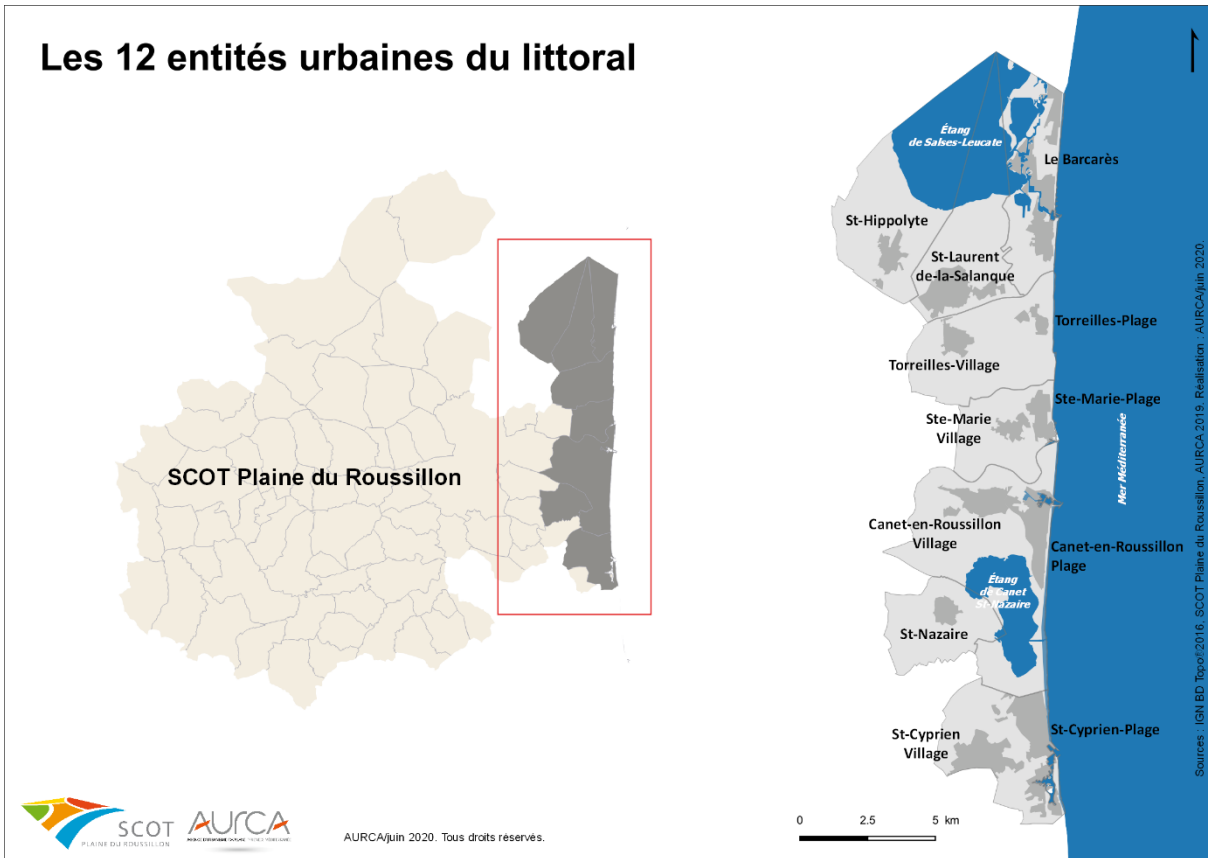 Les 12 entités urbaines du littoral
SCOT Plaine du Roussillon
Étang
de Salses-Leucate
Le Barcarès
St-Hippolyte
St-Laurent
de-la-Salanque
Torreilles-Plage
Torreilles-Village
Ste-Marie-Plage
Ste-Marie
Village
Mer Méditerranée
Canet-en-Roussillon
Village
Canet-en-Roussillon
Plage
Étang
de Canet
St-Nazaire
St-Nazaire
St-Cyprien-Plage
St-Cyprien
Village
0 2.5 5 km
Sources : IGN BD Topo®2016, SCOT Plaine du Roussillon, AURCA 2019. Réalisation : AURCA/juin 2020.
SCOT
PLAINE DU ROUSSILLON
AURCA
AURCA/juin 2020. Tous droits réservés.